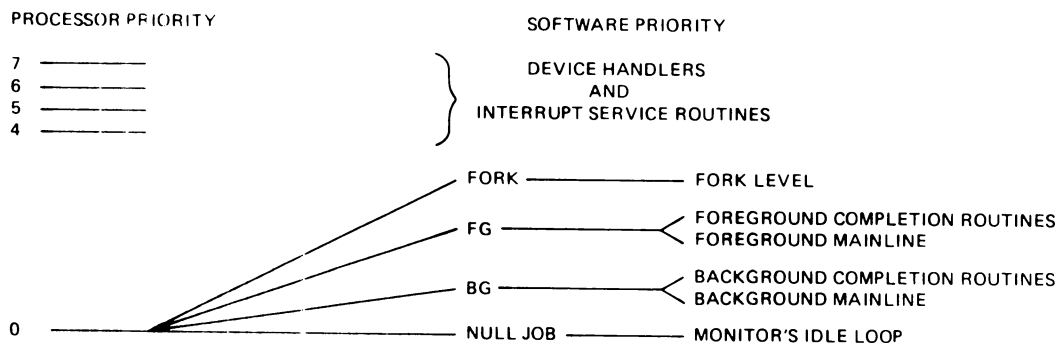 PROCESSOR PRIORITY
SOFTWARE PRIORITY
7
6
5
4
DEVICE HANDLERS
AND
INTERRUPT SERVICE ROUTINES
FORK
FORK LEVEL
FG
FOREGROUND COMPLETION ROUTINES
FOREGROUND MAINLINE
BG
BACKGROUND COMPLETION ROUTINES
BACKGROUND MAINLINE
0
NULL JOB
MONITOR'S IDLE LOOP